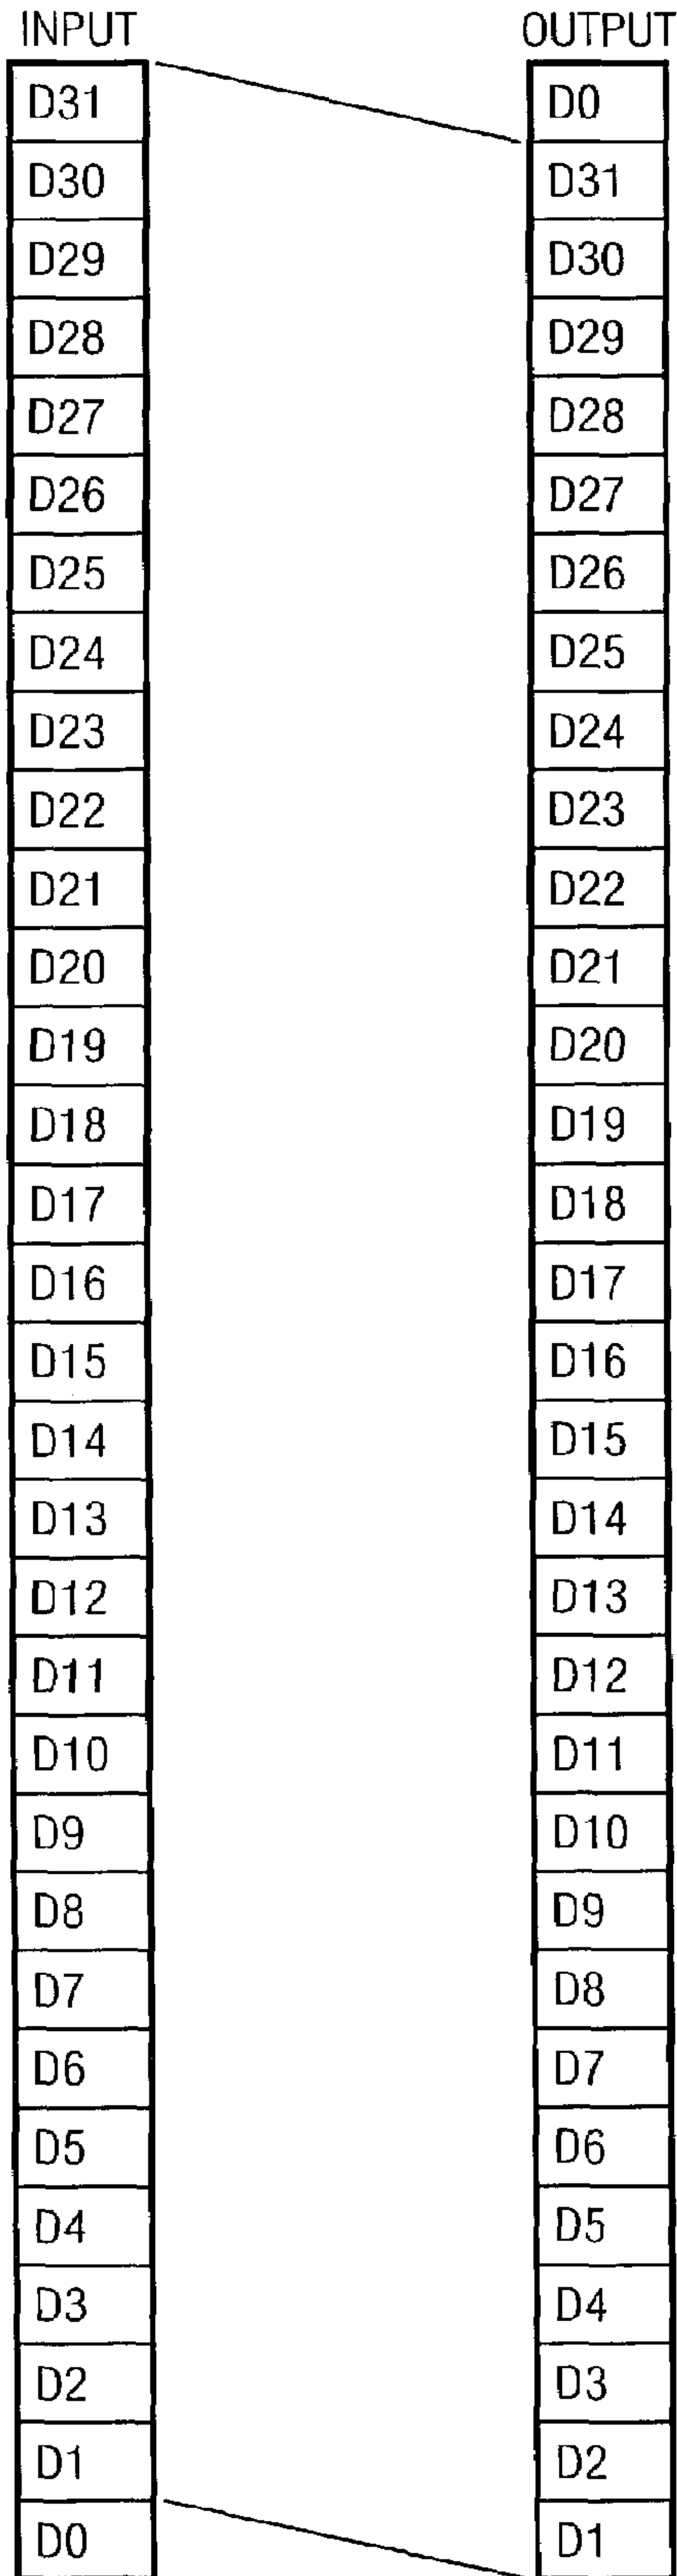 INPUT OUTPUT
D31 D0
D30 D31
D29 D30
D28 D29
D27 D28
D26 D27
D25 D26
D24 D25
D23 D24
D22 D23
D21 D22
D20 D21
D19 D20
D18 D19
D17 D18
D16 D17
D15 D16
D14 D15
D13 D14
D12 D13
D11 D12
D10 D11
D9 D10
D8 D9
D7 D8
D6 D7
D5 D6
D4 D5
D3 D4
D2 D3
D1 D2
D0 D1